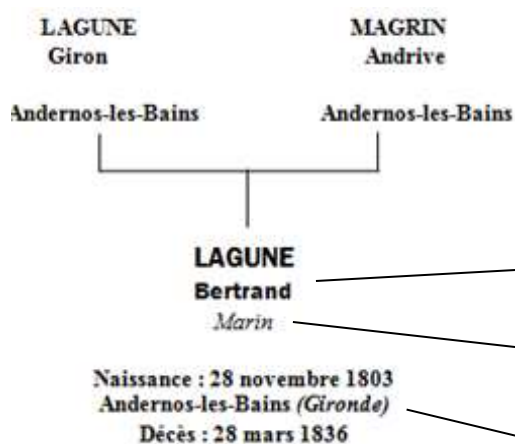 LAGUNE
Giron
Andernos-les-Bains
MAGRIN
Andrive
Andernos-les-Bains
LAGUNE
Bertrand
Marin
Naissance : 28 novembre 1803
Andernos-les-Bains (Gironde)
Décès : 28 mars 1836